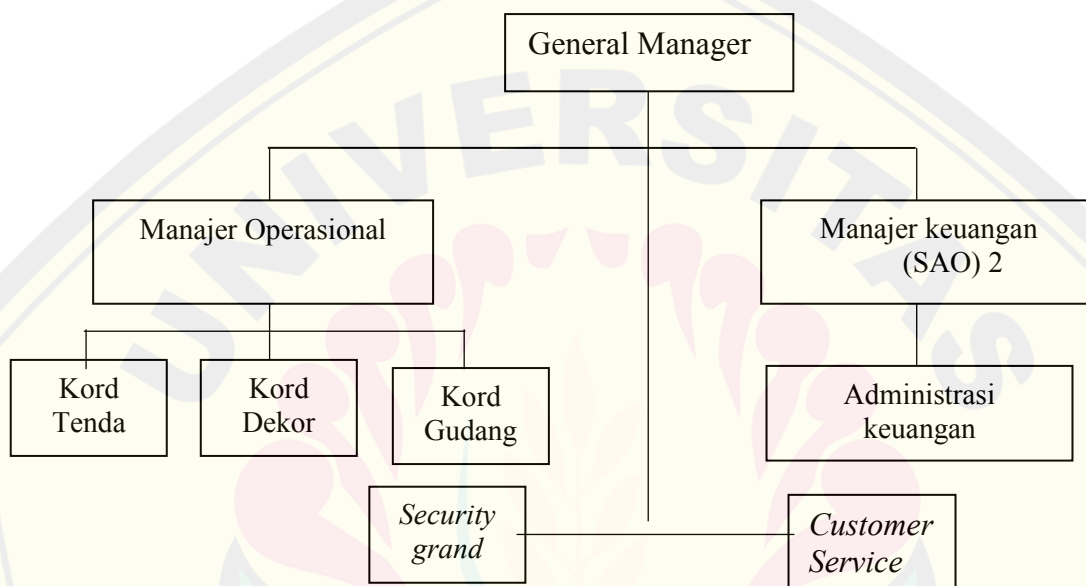 UNIVERSITAS
General Manager
Manajer Operasional
Manajer keuangan
(SAO) 2
Kord
Tenda
Kord
Dekor
Kord
Gudang
Administrasi
keuangan
Security
grand
Customer
Service